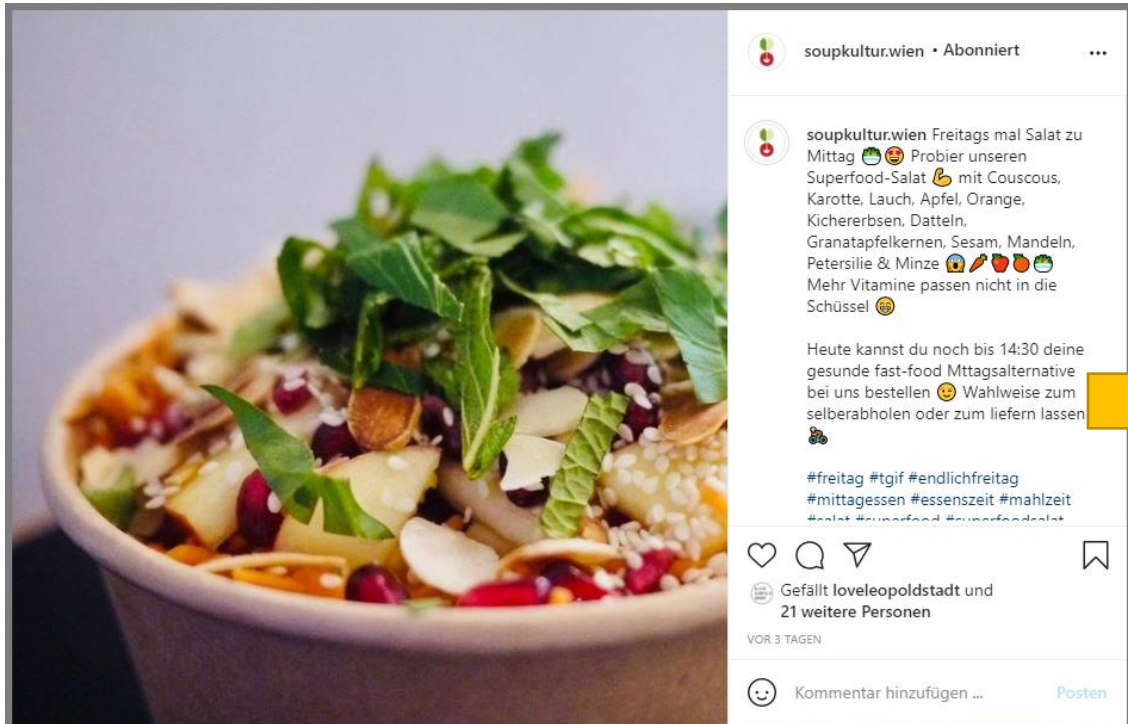 soupkultur.wien • Abonniert
soupkultur.wien Freitags mal Salat zu
Mittag 🥗🤩 Probier unseren
Superfood-Salat 💪 mit Couscous,
Karotte, Lauch, Apfel, Orange,
Kichererbsen, Datteln,
Granatapfelkernen, Sesam, Mandeln,
Petersilie & Minze 😱🥕🍎🍊🥗
Mehr Vitamine passen nicht in die
Schüssel 😁
Heute kannst du noch bis 14:30 deine
gesunde fast-food Mttagsalternative
bei uns bestellen 😉 Wahlweise zum
selberabholen oder zum liefern lassen
🚴
#freitag #tgif #endlichfreitag
#mittagessen #essenszeit #mahlzeit
#salat #superfood #superfoodsalat
Gefällt loveleopoldstadt und
21 weitere Personen
VOR 3 TAGEN
Kommentar hinzufügen ... Posten